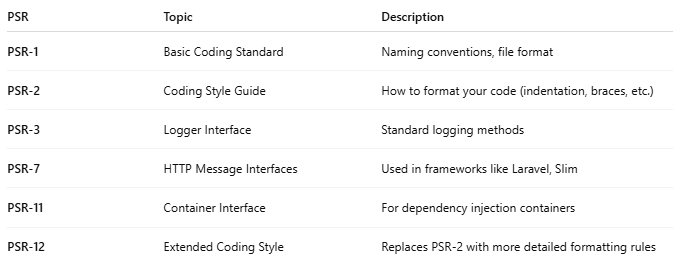 PSR Topic Description
PSR-1 Basic Coding Standard Naming conventions, file format
PSR-2 Coding Style Guide How to format your code (indentation, braces, etc.)
PSR-3 Logger Interface Standard logging methods
PSR-7 HTTP Message Interfaces Used in frameworks like Laravel, Slim
PSR-11 Container Interface For dependency injection containers
PSR-12 Extended Coding Style Replaces PSR-2 with more detailed formatting rules